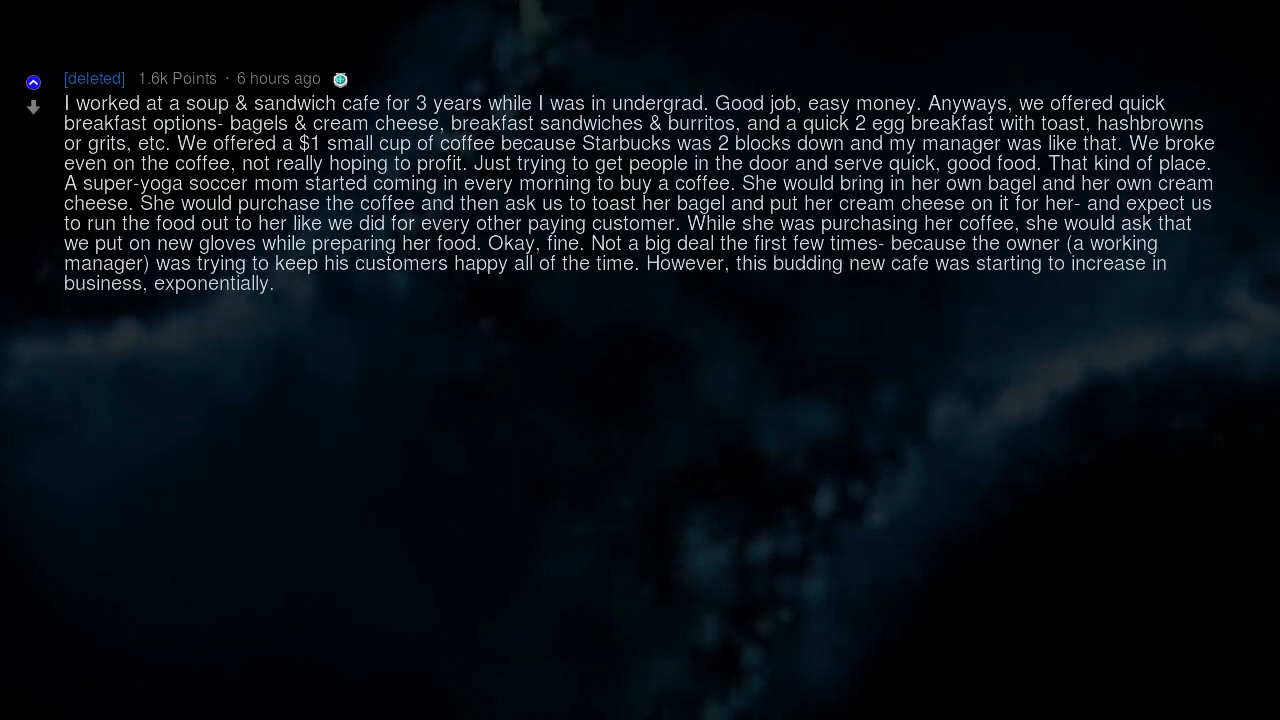 [deleted] 1.6k Points · 6 hours ago
I worked at a soup & sandwich cafe for 3 years while I was in undergrad. Good job, easy money. Anyways, we offered quick
breakfast options- bagels & cream cheese, breakfast sandwiches & burritos, and a quick 2 egg breakfast with toast, hashbrowns
or grits, etc. We offered a $1 small cup of coffee because Starbucks was 2 blocks down and my manager was like that. We broke
even on the coffee, not really hoping to profit. Just trying to get people in the door and serve quick, good food. That kind of place.
A super-yoga soccer mom started coming in every morning to buy a coffee. She would bring in her own bagel and her own cream
cheese. She would purchase the coffee and then ask us to toast her bagel and put her cream cheese on it for her- and expect us
to run the food out to her like we did for every other paying customer. While she was purchasing her coffee, she would ask that
we put on new gloves while preparing her food. Okay, fine. Not a big deal the first few times- because the owner (a working
manager) was trying to keep his customers happy all of the time. However, this budding new cafe was starting to increase in
business, exponentially.